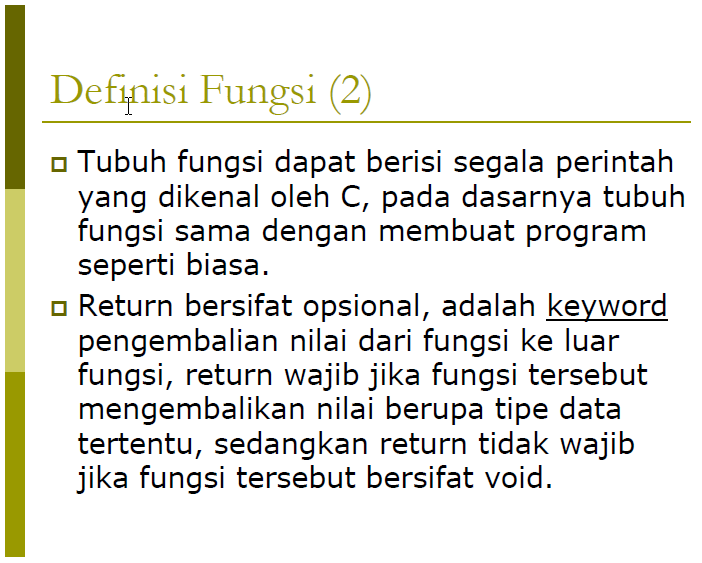 Definisi Fungsi (2)
Tubuh fungsi dapat berisi segala perintah
yang dikenal oleh C, pada dasarnya tubuh
fungsi sama dengan membuat program
seperti biasa.
Return bersifat opsional, adalah keyword
pengembalian nilai dari fungsi ke luar
fungsi, return wajib jika fungsi tersebut
mengembalikan nilai berupa tipe data
tertentu, sedangkan return tidak wajib
jika fungsi tersebut bersifat void.